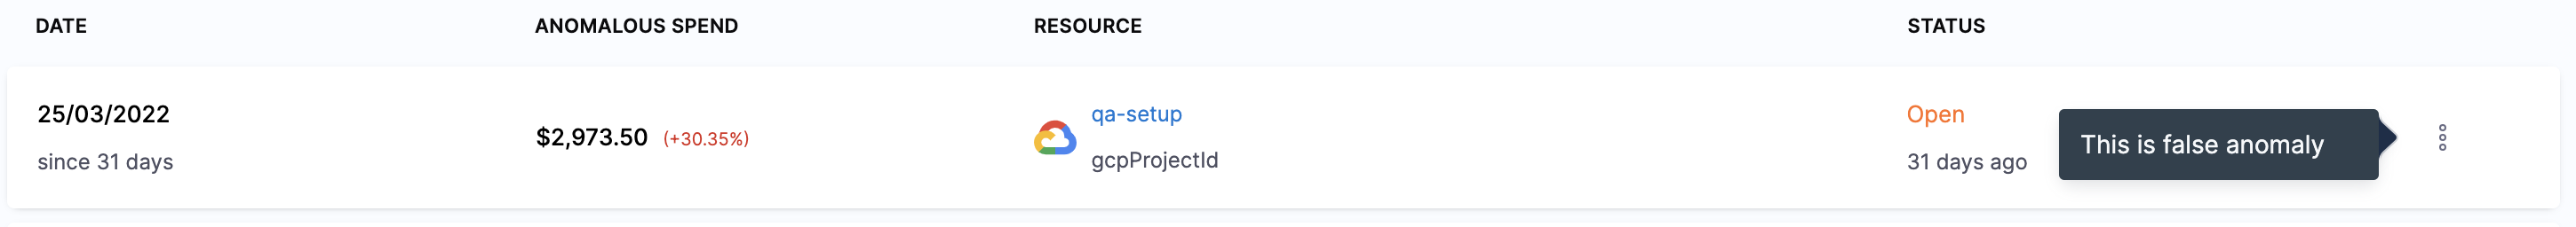 DATE ANOMALOUS SPEND RESOURCE STATUS
25/03/2022
since 31 days
$2,973.50 (+30.35%)
qa-setup
gcpProjectId
Open
31 days ago
This is false anomaly